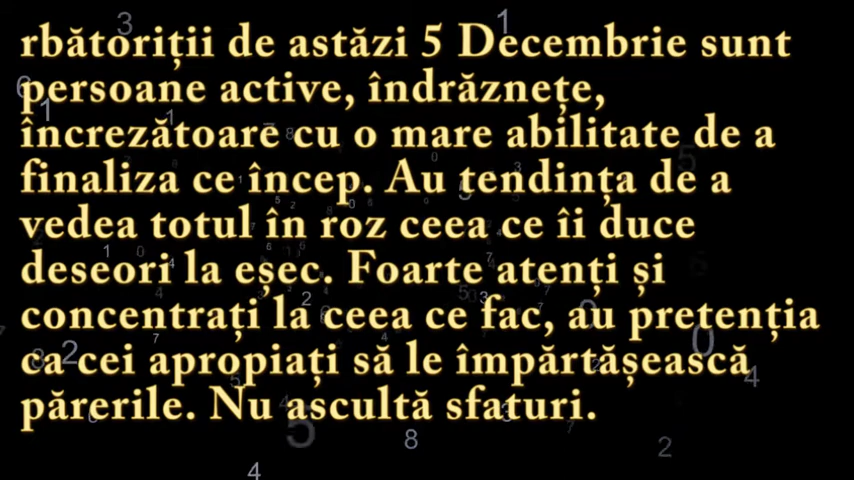 rbătoriții de astăzi 5 Decembrie sunt
persoane active, îndrăznețe,
încrezătoare cu o mare abilitate de a
finaliza ce încep. Au tendința de a
vedea totul în roz ceea ce îi duce
deseori la eșec. Foarte atenți și
concentrați la ceea ce fac, au pretenția
ca cei apropiați să le împărtășească
părerile. Nu ascultă sfaturi.